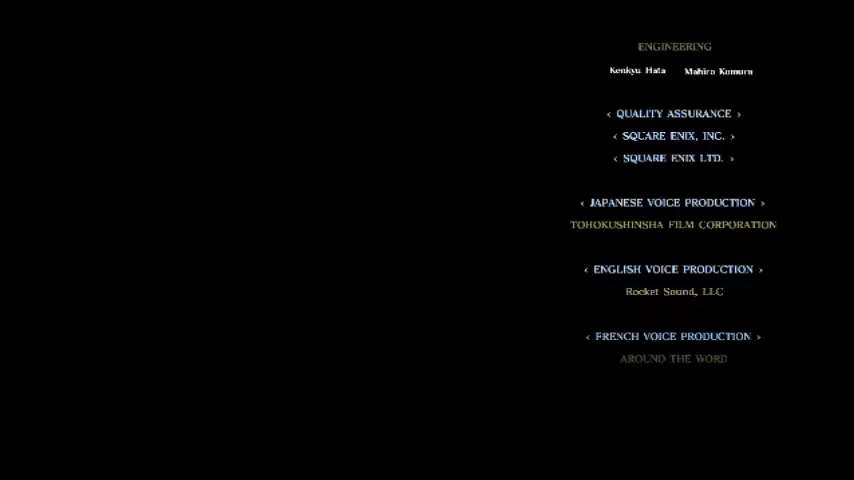 ENGINEERING
Kenkyu Hata Mahiro Komuru
‹ QUALITY ASSURANCE ›
‹ SQUARE ENIX, INC. ›
‹ SQUARE ENIX LTD. ›
‹ JAPANESE VOICE PRODUCTION ›
TOHOKUSHINSHA FILM CORPORATION
‹ ENGLISH VOICE PRODUCTION ›
Rocket Sound, LLC
‹ FRENCH VOICE PRODUCTION ›
AROUND THE WORD